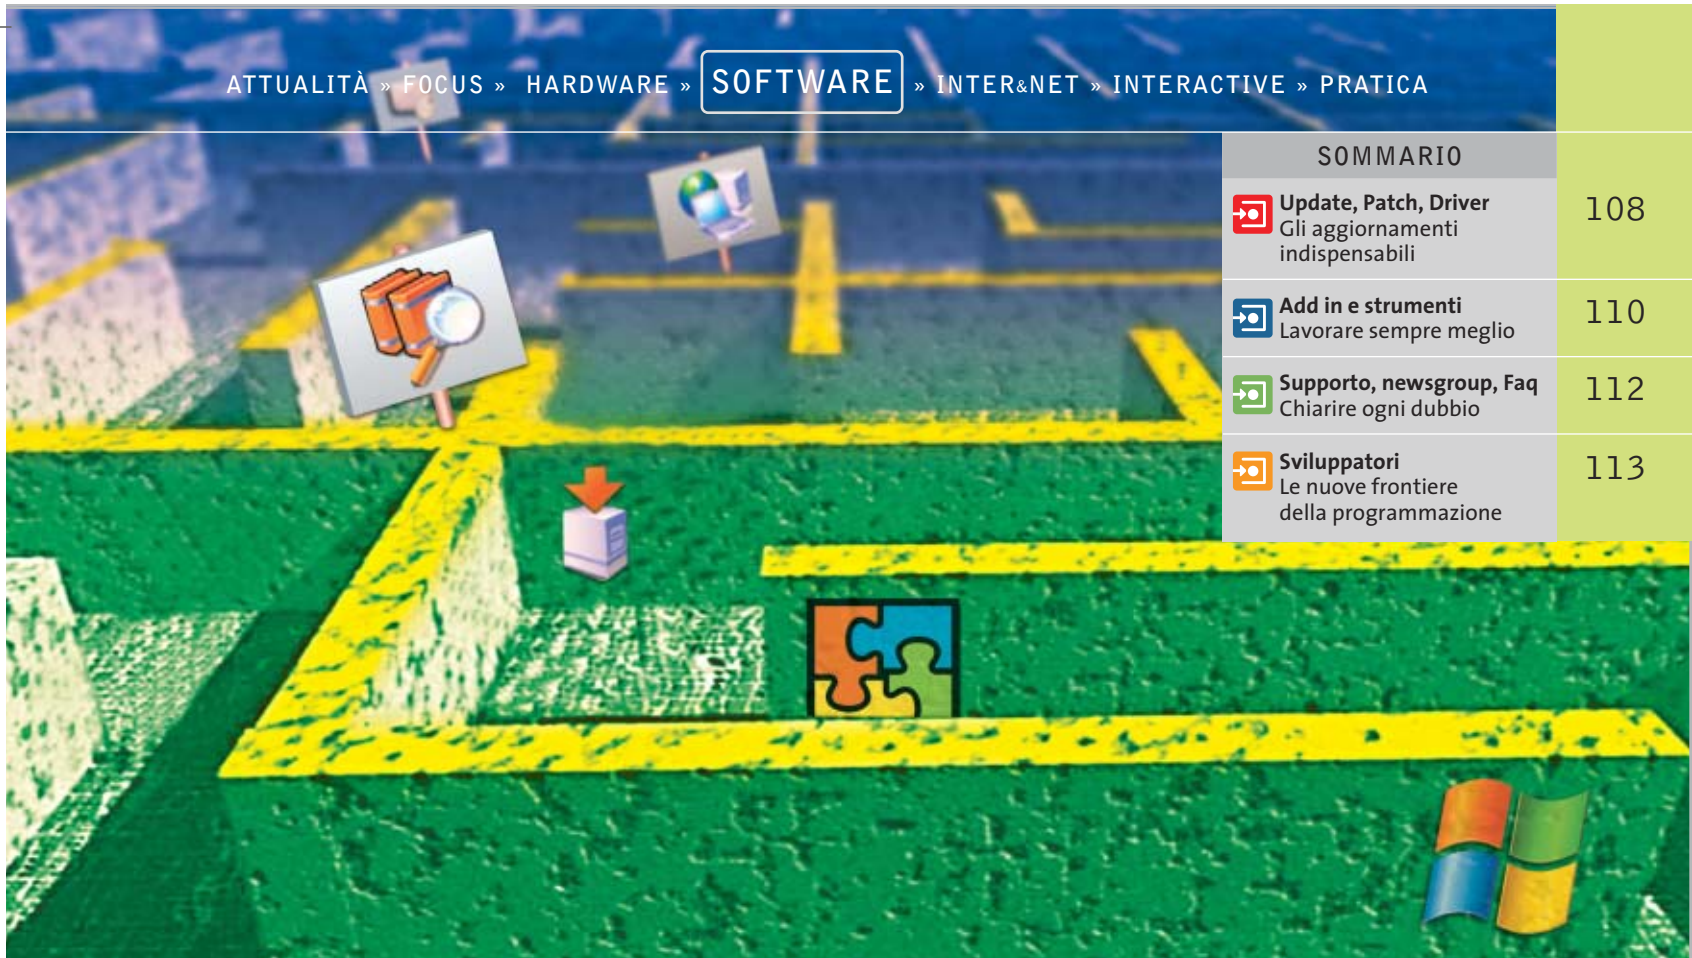 ATTUALITÀ » FOCUS » HARDWARE » SOFTWARE » INTER&NET » INTERACTIVE » PRATICA
SOMMARIO
Update, Patch, Driver 108
Gli aggiornamenti
indispensabili
Add in e strumenti 110
Lavorare sempre meglio
Supporto, newsgroup, Faq 112
Chiarire ogni dubbio
Sviluppatori 113
Le nuove frontiere
della programmazione